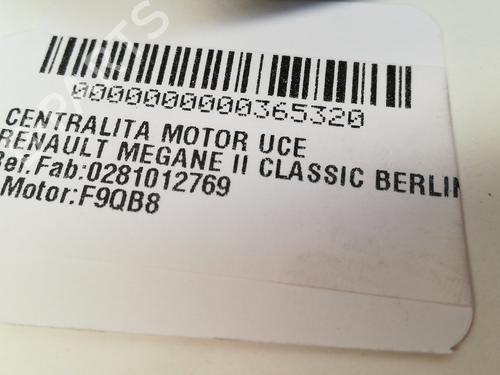 0000000000365320
CENTRALITA MOTOR UCE
RENAULT MEGANE II CLASSIC BERLIN
Ref.Fab:0281012769
Motor:F9QB8